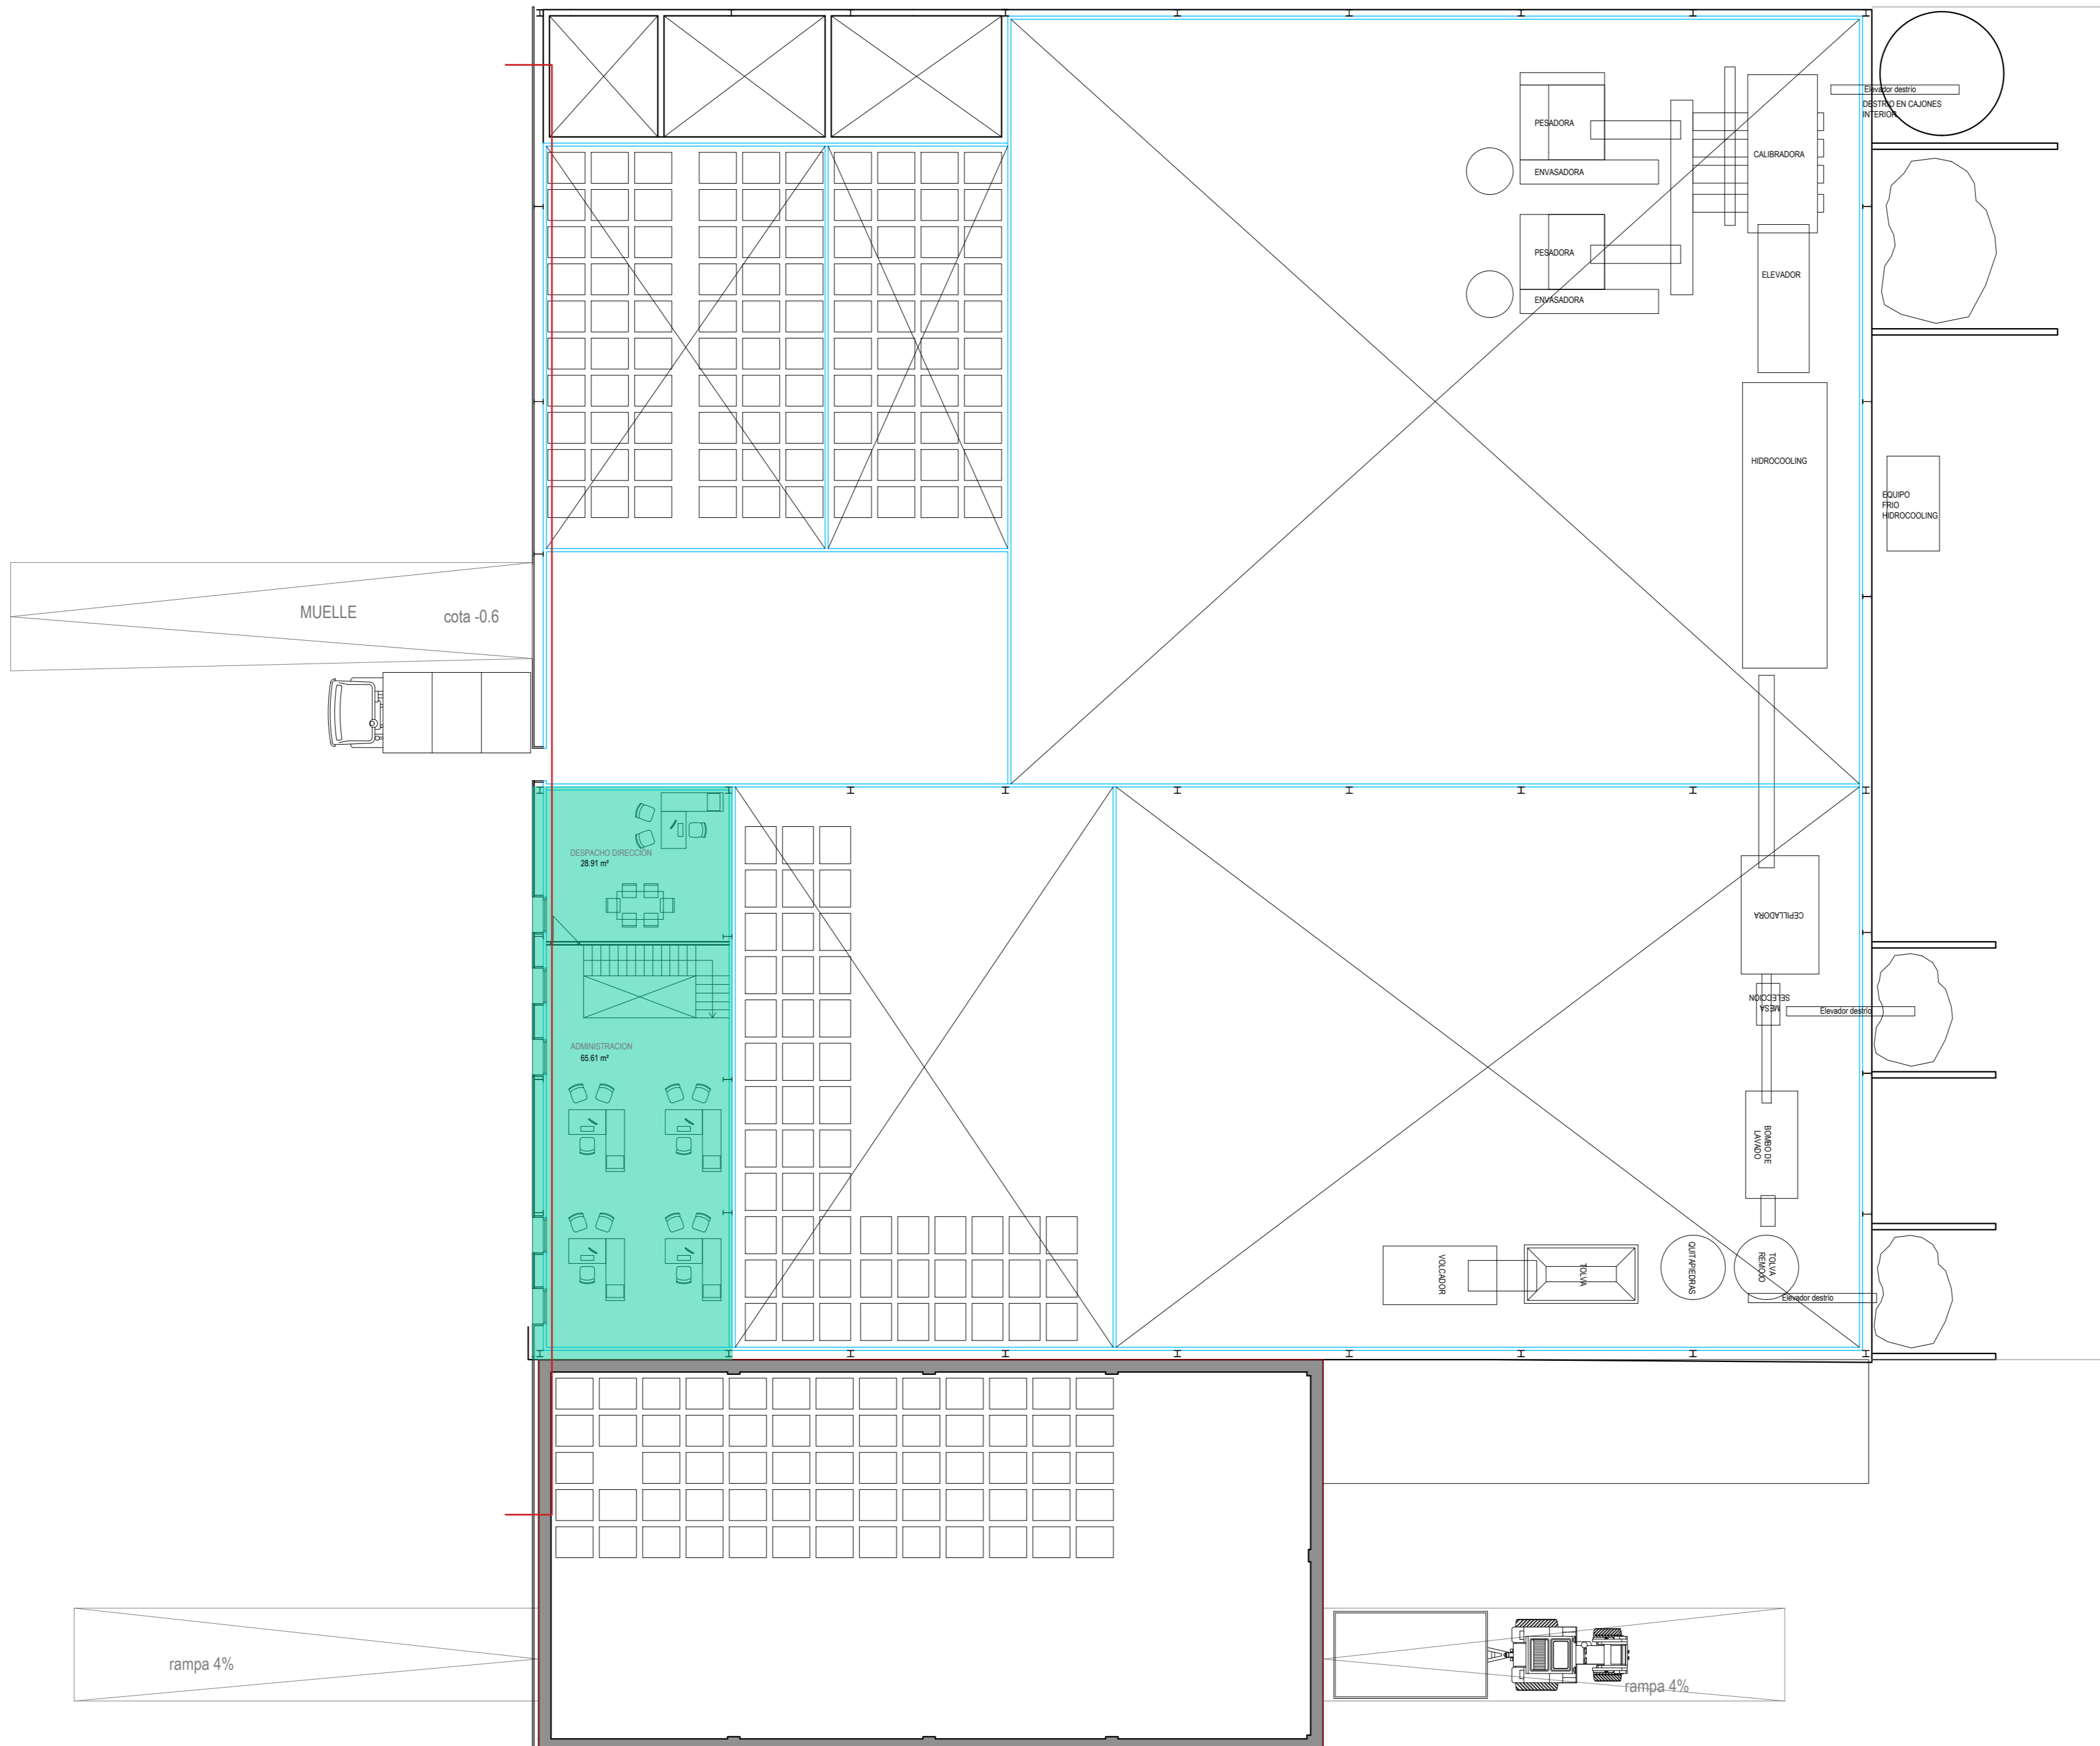 Elevador destrio
DESTRIO EN CAJONES
INTERIOR
PESADORA
CALIBRADORA
ENVASADORA
PESADORA
ELEVADOR
ENVASADORA
HIDROCOOLING
EQUIPO
FRIO
HIDROCOOLING
MUELLE
cota -0.6
DESPACHO DIRECCION
28.91 m²
CEPILLADORA
MESA
SELECCION
Elevador destrio
ADMINISTRACION
65.61 m²
BOMBO DE
LAVADO
VOLCADOR
TOLVA
QUITAPIEDRAS
TOLVA
REMOJO
Elevador destrio
rampa 4%
rampa 4%